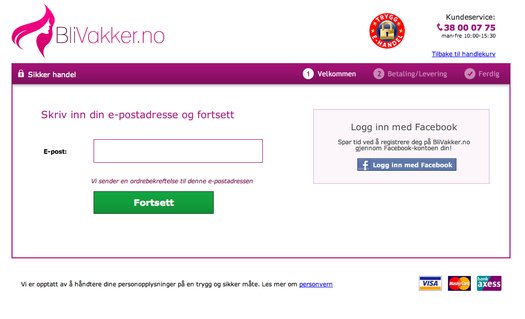 BliVakker.no
TRYGG
E-HANDEL
Kundeservice:
38 00 07 75
man-fre 10:00-15:30
Tilbake til handlekurv
Sikker handel
1 Velkommen
2 Betaling/Levering
Ferdig
Skriv inn din e-postadresse og fortsett
E-post:
Vi sender en ordrebekreftelse til denne e-postadressen
Fortsett
Logg inn med Facebook
Spar tid ved å registrere deg på BliVakker.no
gjennom Facebook-kontoen din!
f Logg inn med Facebook
Vi er opptatt av å håndtere dine personopplysninger på en trygg og sikker måte. Les mer om personvern
VISA
MasterCard
bank
axess